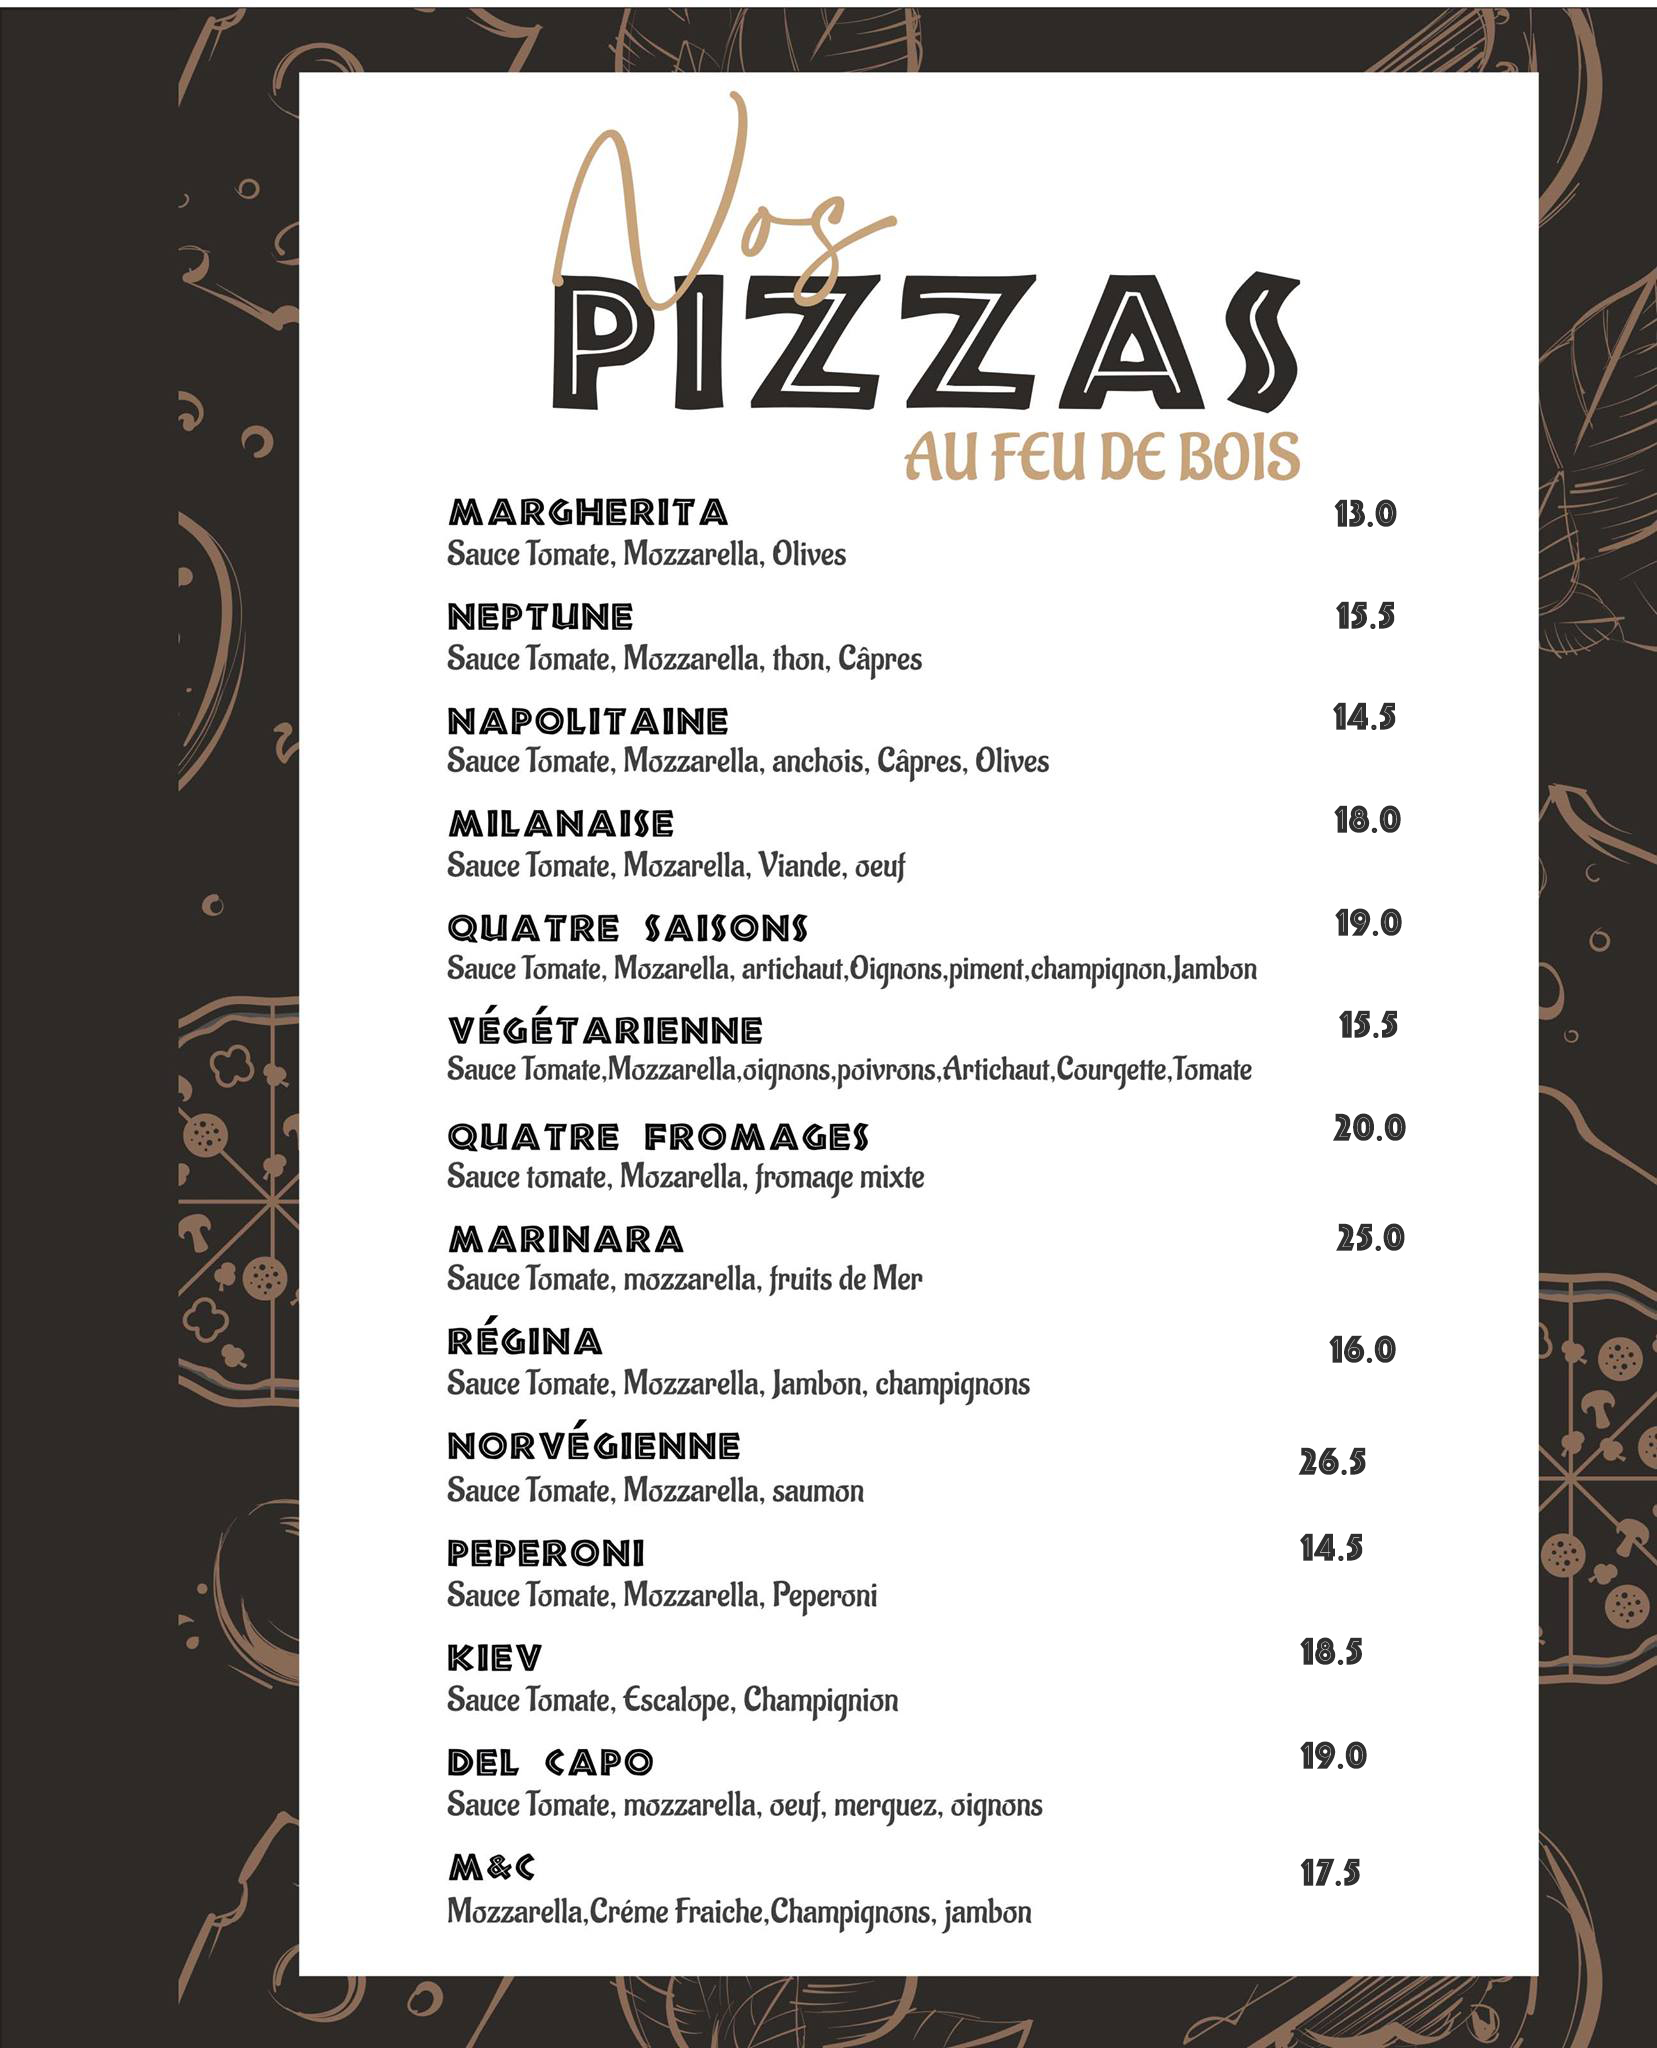 Nos
PIZZAS
AU FEU DE BOIS
MARGHERITA 13.0
Sauce Tomate, Mozzarella, Olives
NEPTUNE 15.5
Sauce Tomate, Mozzarella, thon, Câpres
NAPOLITAINE 14.5
Sauce Tomate, Mozzarella, anchois, Câpres, Olives
MILANAISE 18.0
Sauce Tomate, Mozarella, Viande, oeuf
QUATRE SAISONS 19.0
Sauce Tomate, Mozarella, artichaut,Oignons,piment,champignon,Jambon
VÉGÉTARIENNE 15.5
Sauce Tomate,Mozzarella,oignons,poivrons,Artichaut,Courgette,Tomate
QUATRE FROMAGES 20.0
Sauce tomate, Mozarella, fromage mixte
MARINARA 25.0
Sauce Tomate, mozzarella, fruits de Mer
RÉGINA 16.0
Sauce Tomate, Mozzarella, Jambon, champignons
NORVÉGIENNE 26.5
Sauce Tomate, Mozzarella, saumon
PEPERONI 14.5
Sauce Tomate, Mozzarella, Peperoni
KIEV 18.5
Sauce Tomate, Escalope, Champignion
DEL CAPO 19.0
Sauce Tomate, mozzarella, oeuf, merguez, oignons
M&C 17.5
Mozzarella,Créme Fraiche,Champignons, jambon